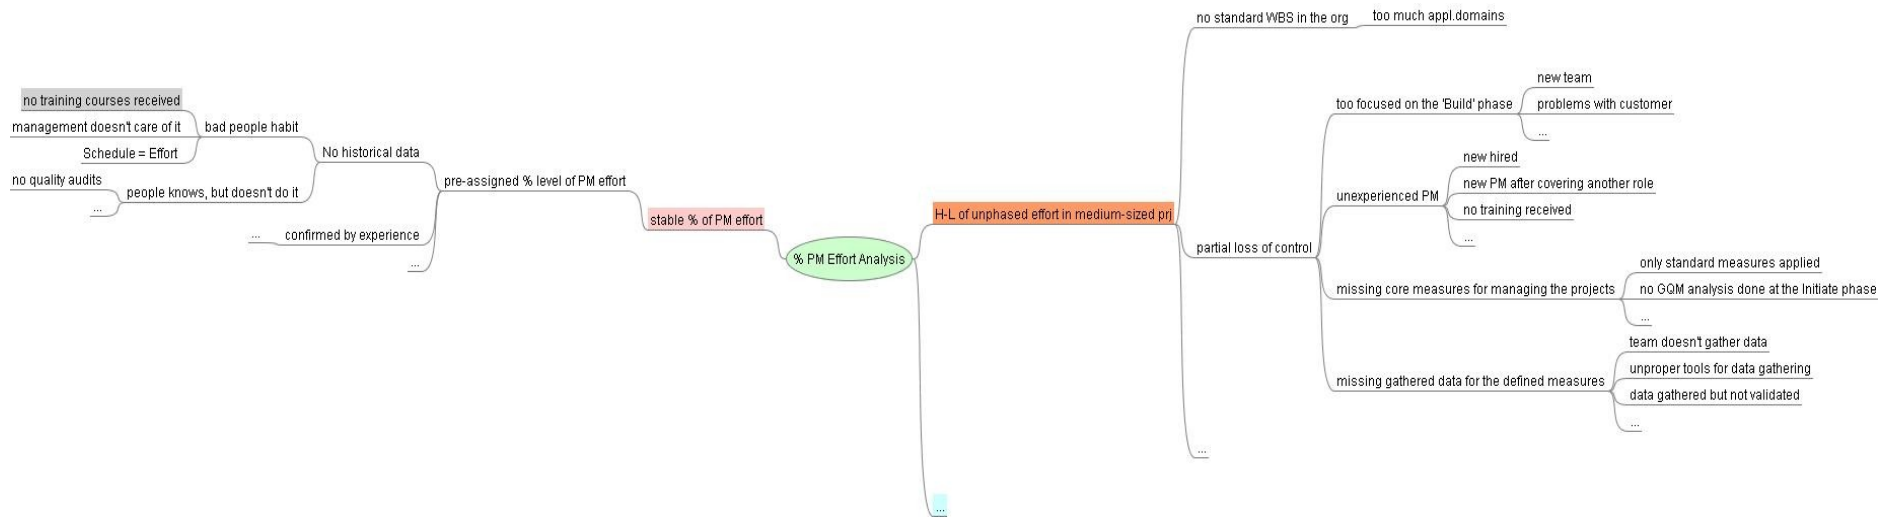 % PM Effort Analysis
stable % of PM effort
pre-assigned % level of PM effort
No historical data
bad people habit
no training courses received
management doesn't care of it
Schedule = Effort
people knows, but doesn't do it
no quality audits
...
confirmed by experience
...
...
H-L of unphased effort in medium-sized prj
no standard WBS in the org
too much appl.domains
partial loss of control
too focused on the 'Build' phase
new team
problems with customer
...
unexperienced PM
new hired
new PM after covering another role
no training received
...
missing core measures for managing the projects
only standard measures applied
no GQM analysis done at the Initiate phase
...
missing gathered data for the defined measures
team doesn't gather data
unproper tools for data gathering
data gathered but not validated
...
...
...